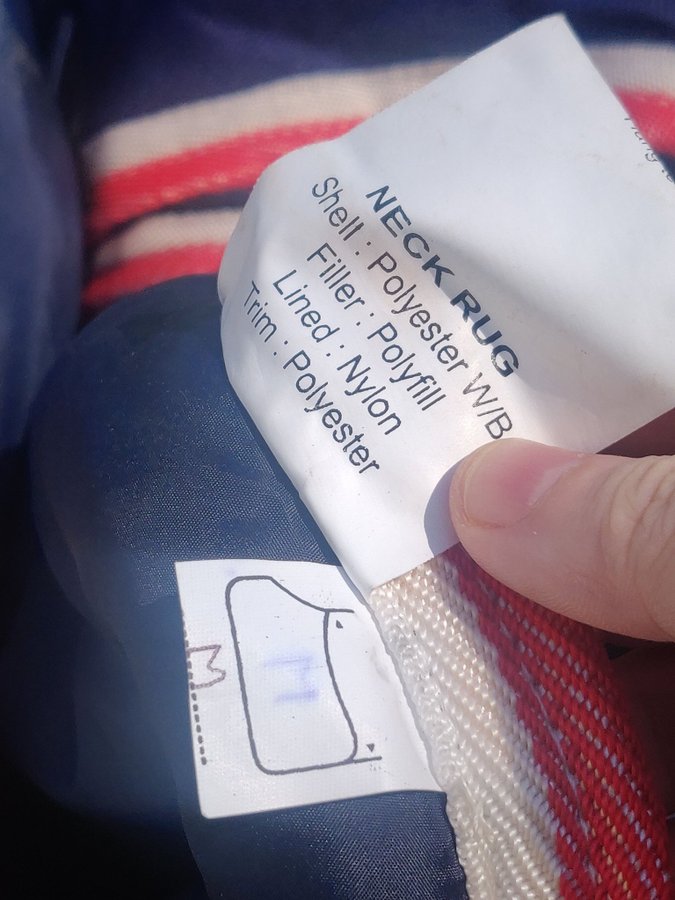 NECK RUG
Shell : Polyester W/B
Filler : Polyfill
Lined : Nylon
Trim : Polyester
M
M